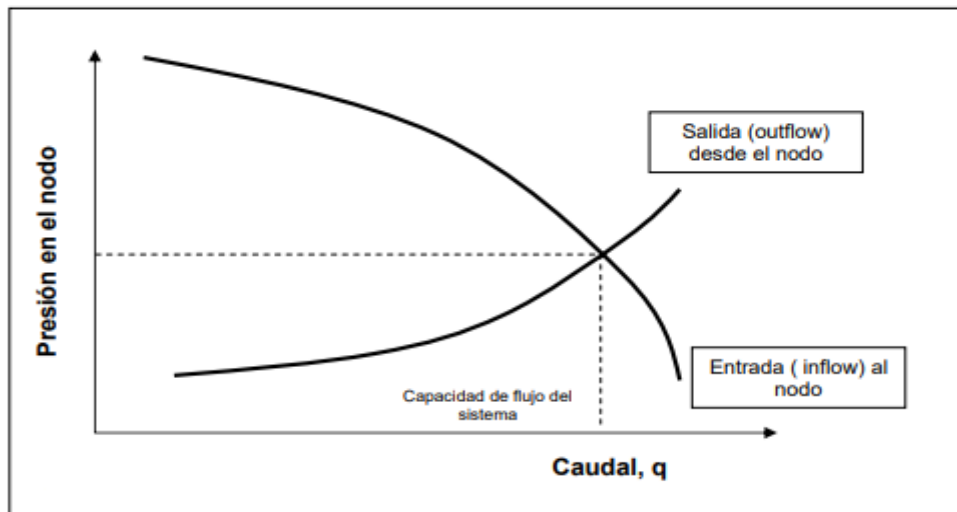 Presión en el nodo
Salida (outflow)
desde el nodo
Entrada ( inflow) al
nodo
Capacidad de flujo del
sistema
Caudal, q